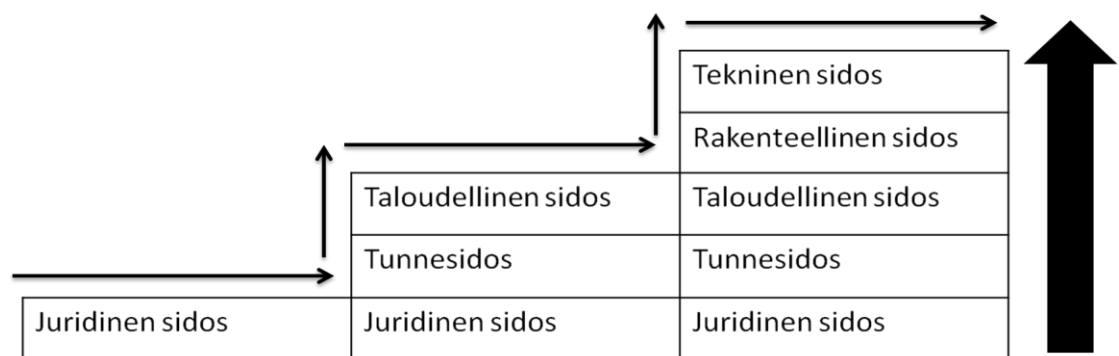 Tekninen sidos
Rakenteellinen sidos
Taloudellinen sidos Taloudellinen sidos
Tunnesidos Tunnesidos
Juridinen sidos Juridinen sidos Juridinen sidos